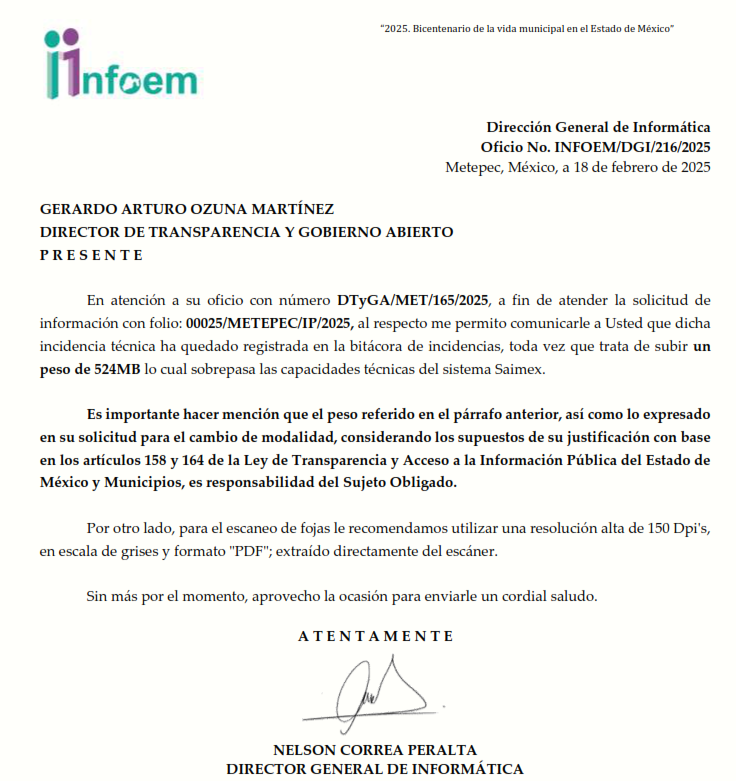 "2025. Bicentenario de la vida municipal en el Estado de México"
infoem
Dirección General de Informática
Oficio No. INFOEM/DGI/216/2025
Metepec, México, a 18 de febrero de 2025
GERARDO ARTURO OZUNA MARTÍNEZ
DIRECTOR DE TRANSPARENCIA Y GOBIERNO ABIERTO
P R E S E N T E
En atención a su oficio con número DTyGA/MET/165/2025, a fin de atender la solicitud de
información con folio: 00025/METEPEC/IP/2025, al respecto me permito comunicarle a Usted que dicha
incidencia técnica ha quedado registrada en la bitácora de incidencias, toda vez que trata de subir un
peso de 524MB lo cual sobrepasa las capacidades técnicas del sistema Saimex.
Es importante hacer mención que el peso referido en el párrafo anterior, así como lo expresado
en su solicitud para el cambio de modalidad, considerando los supuestos de su justificación con base
en los artículos 158 y 164 de la Ley de Transparencia y Acceso a la Información Pública del Estado de
México y Municipios, es responsabilidad del Sujeto Obligado.
Por otro lado, para el escaneo de fojas le recomendamos utilizar una resolución alta de 150 Dpi's,
en escala de grises y formato "PDF"; extraído directamente del escáner.
Sin más por el momento, aprovecho la ocasión para enviarle un cordial saludo.
A T E N T A M E N T E
NELSON CORREA PERALTA
DIRECTOR GENERAL DE INFORMÁTICA